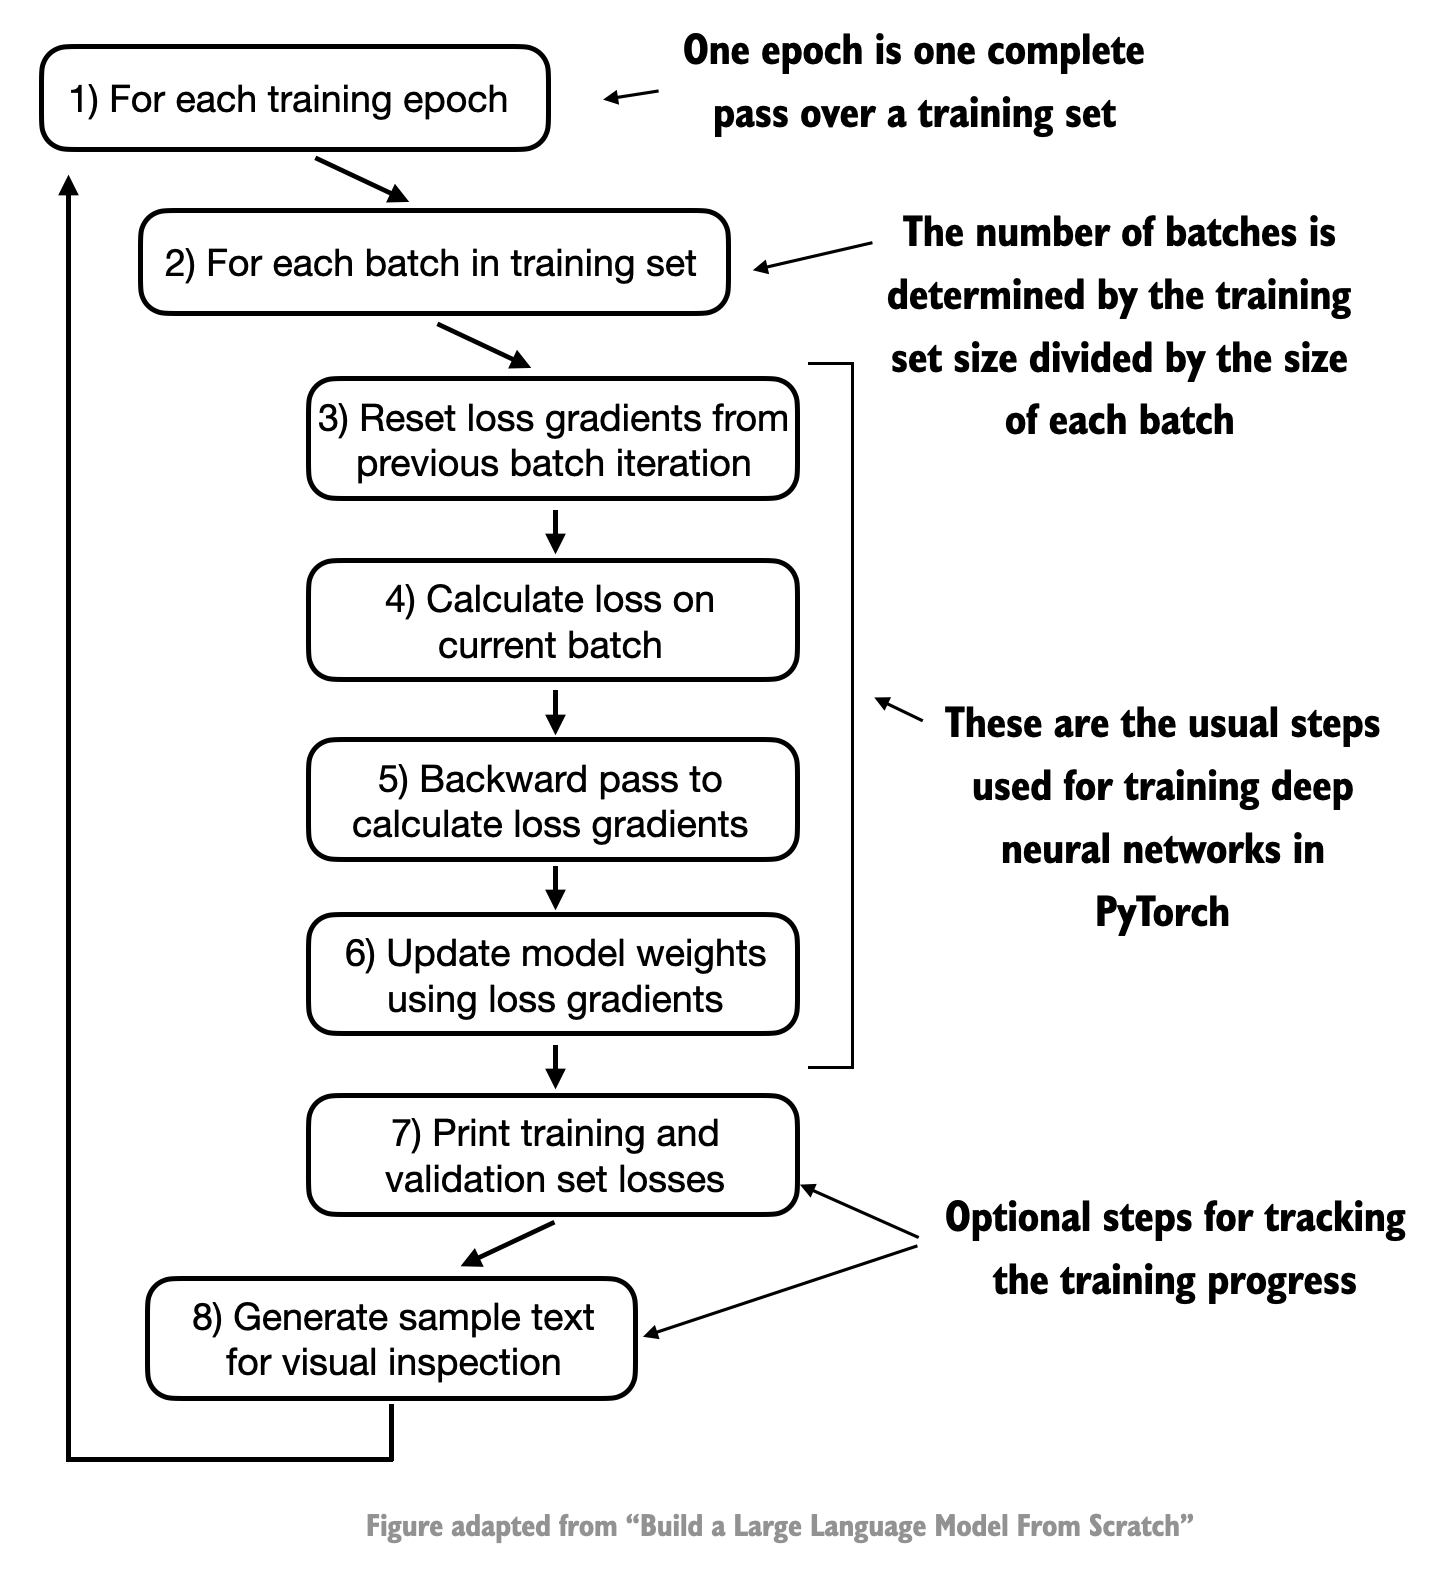 One epoch is one complete
pass over a training set
1) For each training epoch
2) For each batch in training set
The number of batches is
determined by the training
set size divided by the size
of each batch
3) Reset loss gradients from
previous batch iteration
4) Calculate loss on
current batch
5) Backward pass to
calculate loss gradients
6) Update model weights
using loss gradients
These are the usual steps
used for training deep
neural networks in
PyTorch
7) Print training and
validation set losses
8) Generate sample text
for visual inspection
Optional steps for tracking
the training progress
Figure adapted from “Build a Large Language Model From Scratch”